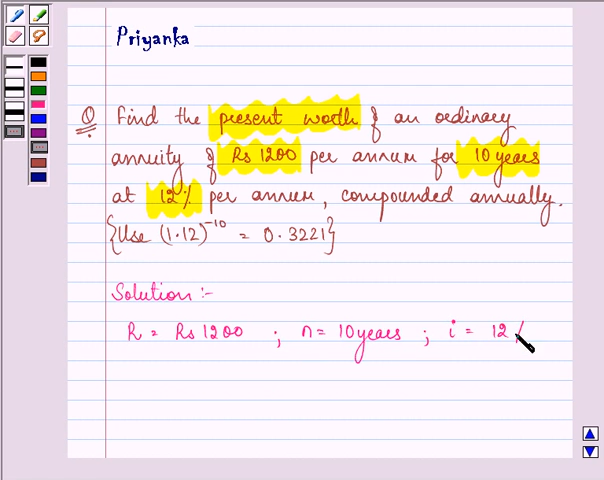 Priyanka
Q Find the present worth of an ordinary
annuity of Rs 1200 per annum for 10 years
at 12% per annum, compounded annually.
{Use (1.12)⁻¹⁰ = 0.3221}
Solution:-
R = Rs 1200 ; n = 10 years ; i = 12 /